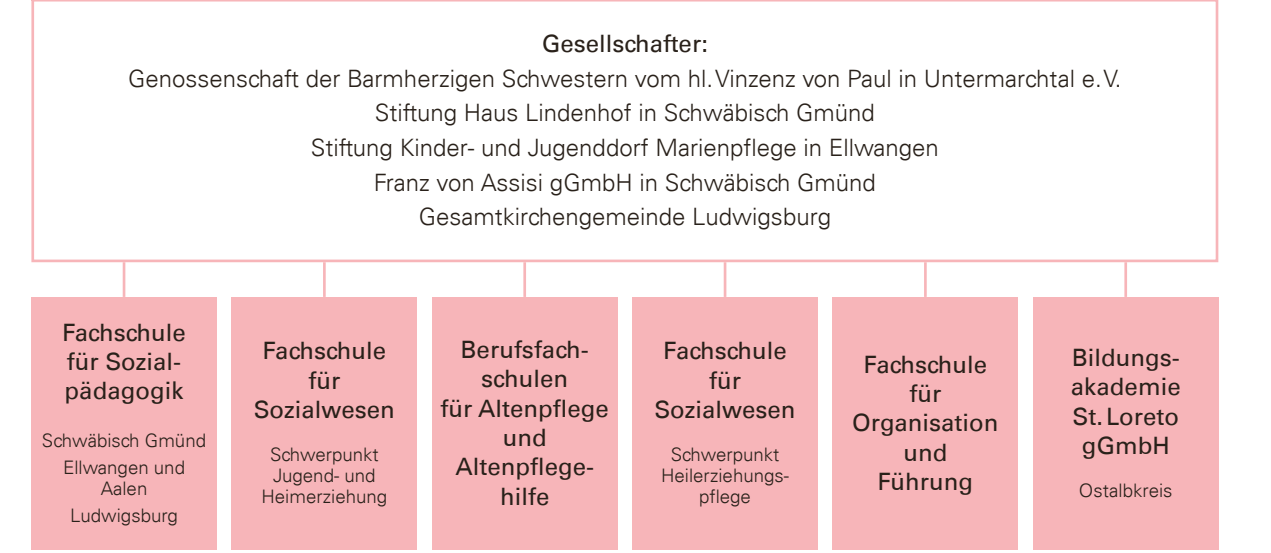 Gesellschafter:
Genossenschaft der Barmherzigen Schwestern vom hl. Vinzenz von Paul in Untermarchtal e. V.
Stiftung Haus Lindenhof in Schwäbisch Gmünd
Stiftung Kinder- und Jugenddorf Marienpflege in Ellwangen
Franz von Assisi gGmbH in Schwäbisch Gmünd
Gesamtkirchengemeinde Ludwigsburg
Fachschule
für Sozial-
pädagogik
Schwäbisch Gmünd
Ellwangen und
Aalen
Ludwigsburg
Fachschule
für
Sozialwesen
Schwerpunkt
Jugend- und
Heimerziehung
Berufsfach-
schulen
für Altenpflege
und
Altenpflege-
hilfe
Fachschule
für
Sozialwesen
Schwerpunkt
Heilerziehungs-
pflege
Fachschule
für
Organisation
und
Führung
Bildungs-
akademie
St. Loreto
gGmbH
Ostalbkreis